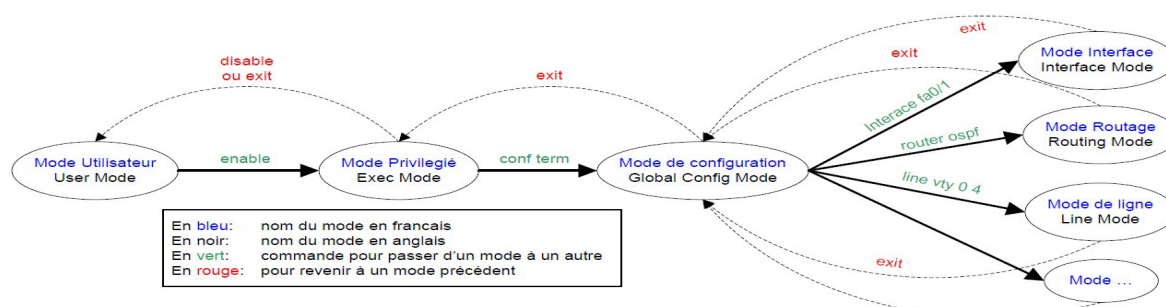 disable
ou exit
exit
exit
exit
Mode Interface
Interface Mode
Interace fa0/1
Mode Utilisateur
User Mode
enable
Mode Privilegié
Exec Mode
conf term
Mode de configuration
Global Config Mode
router ospf
Mode Routage
Routing Mode
line vty 0 4
Mode de ligne
Line Mode
En bleu: nom du mode en francais
En noir: nom du mode en anglais
En vert: commande pour passer d'un mode à un autre
En rouge: pour revenir à un mode précédent
exit
Mode ...